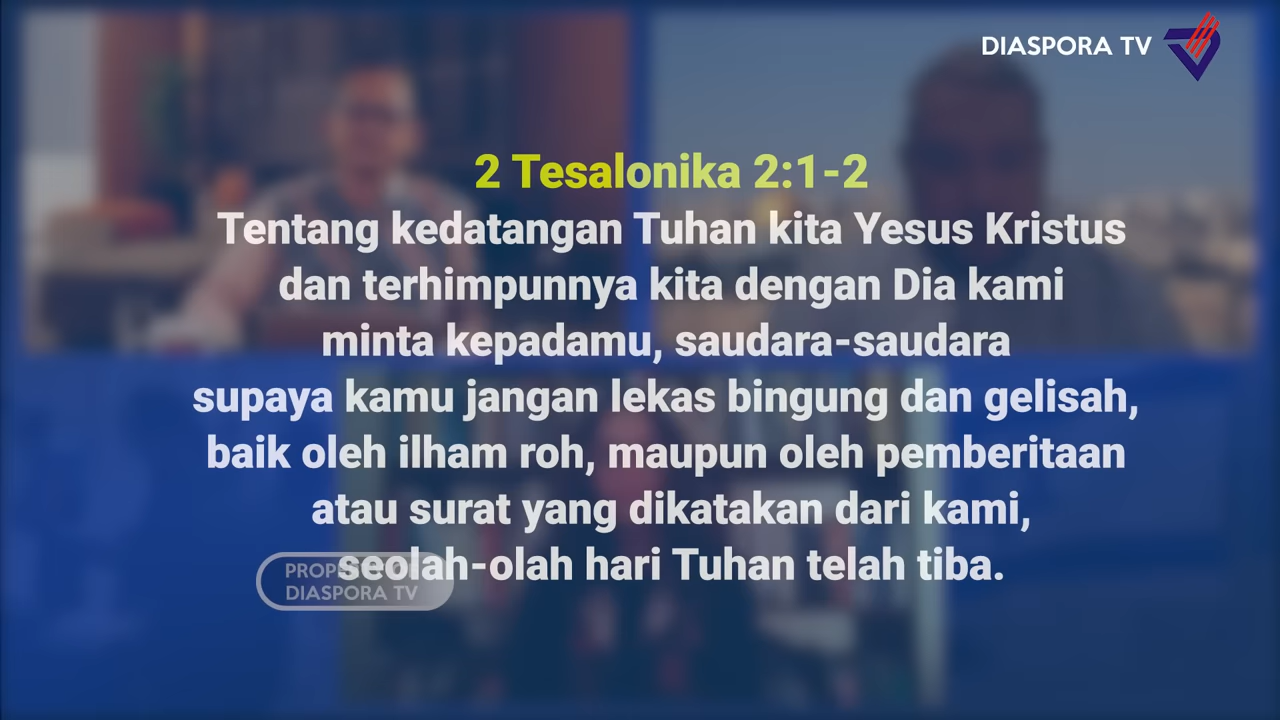 DIASPORA TV
2 Tesalonika 2:1-2
Tentang kedatangan Tuhan kita Yesus Kristus
dan terhimpunnya kita dengan Dia kami
minta kepadamu, saudara-saudara
supaya kamu jangan lekas bingung dan gelisah,
baik oleh ilham roh, maupun oleh pemberitaan
atau surat yang dikatakan dari kami,
seolah-olah hari Tuhan telah tiba.
DIASPORA TV